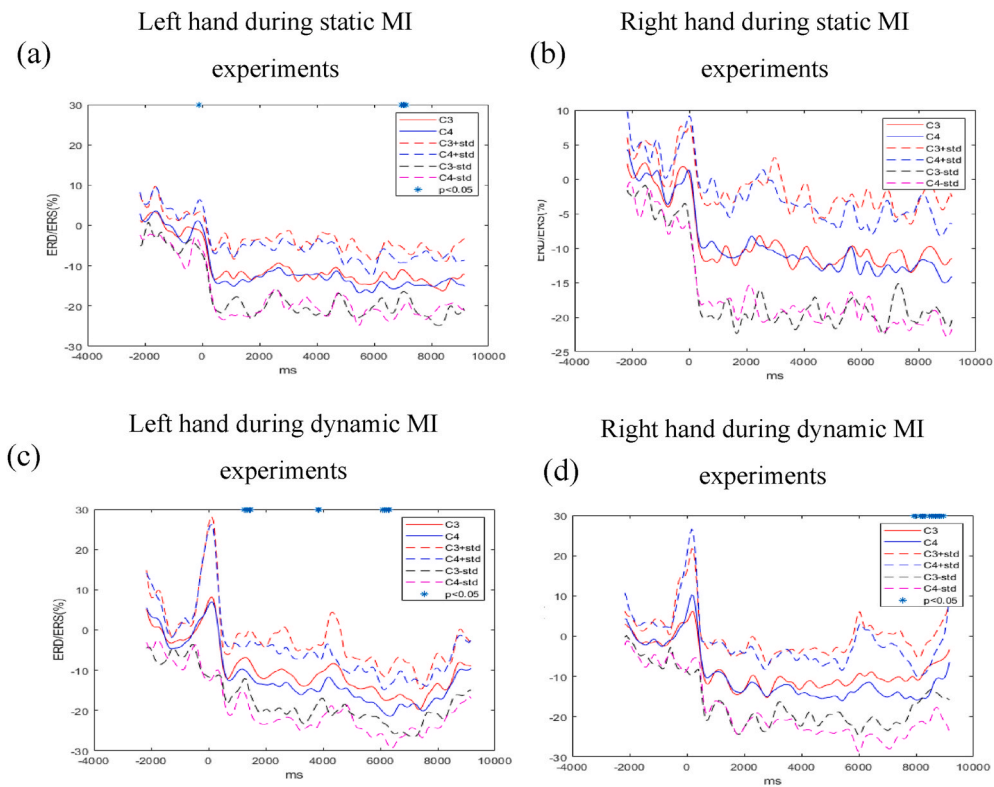 Left hand during static MI
experiments
(a)
30
20
10
0
-10
-20
-30
ERD/ERS(%)
-4000 -2000 0 2000 4000 6000 8000 10000
ms
C3
C4
C3+std
C4+std
C3-std
C4-std
p<0.05
Right hand during static MI
experiments
(b)
10
5
0
-5
-10
-15
-20
-25
ERD/ERS(%)
-4000 -2000 0 2000 4000 6000 8000 10000
ms
C3
C4
C3+std
C4+std
C3-std
C4-std
Left hand during dynamic MI
experiments
(c)
30
20
10
0
-10
-20
-30
ERD/ERS(%)
-4000 -2000 0 2000 4000 6000 8000 10000
ms
C3
C4
C3+std
C4+std
C3-std
C4-std
p<0.05
Right hand during dynamic MI
experiments
(d)
30
20
10
0
-10
-20
-30
ERD/ERS(%)
-4000 -2000 0 2000 4000 6000 8000 10000
ms
C3
C4
C3+std
C4+std
C3-std
C4-std
p<0.05